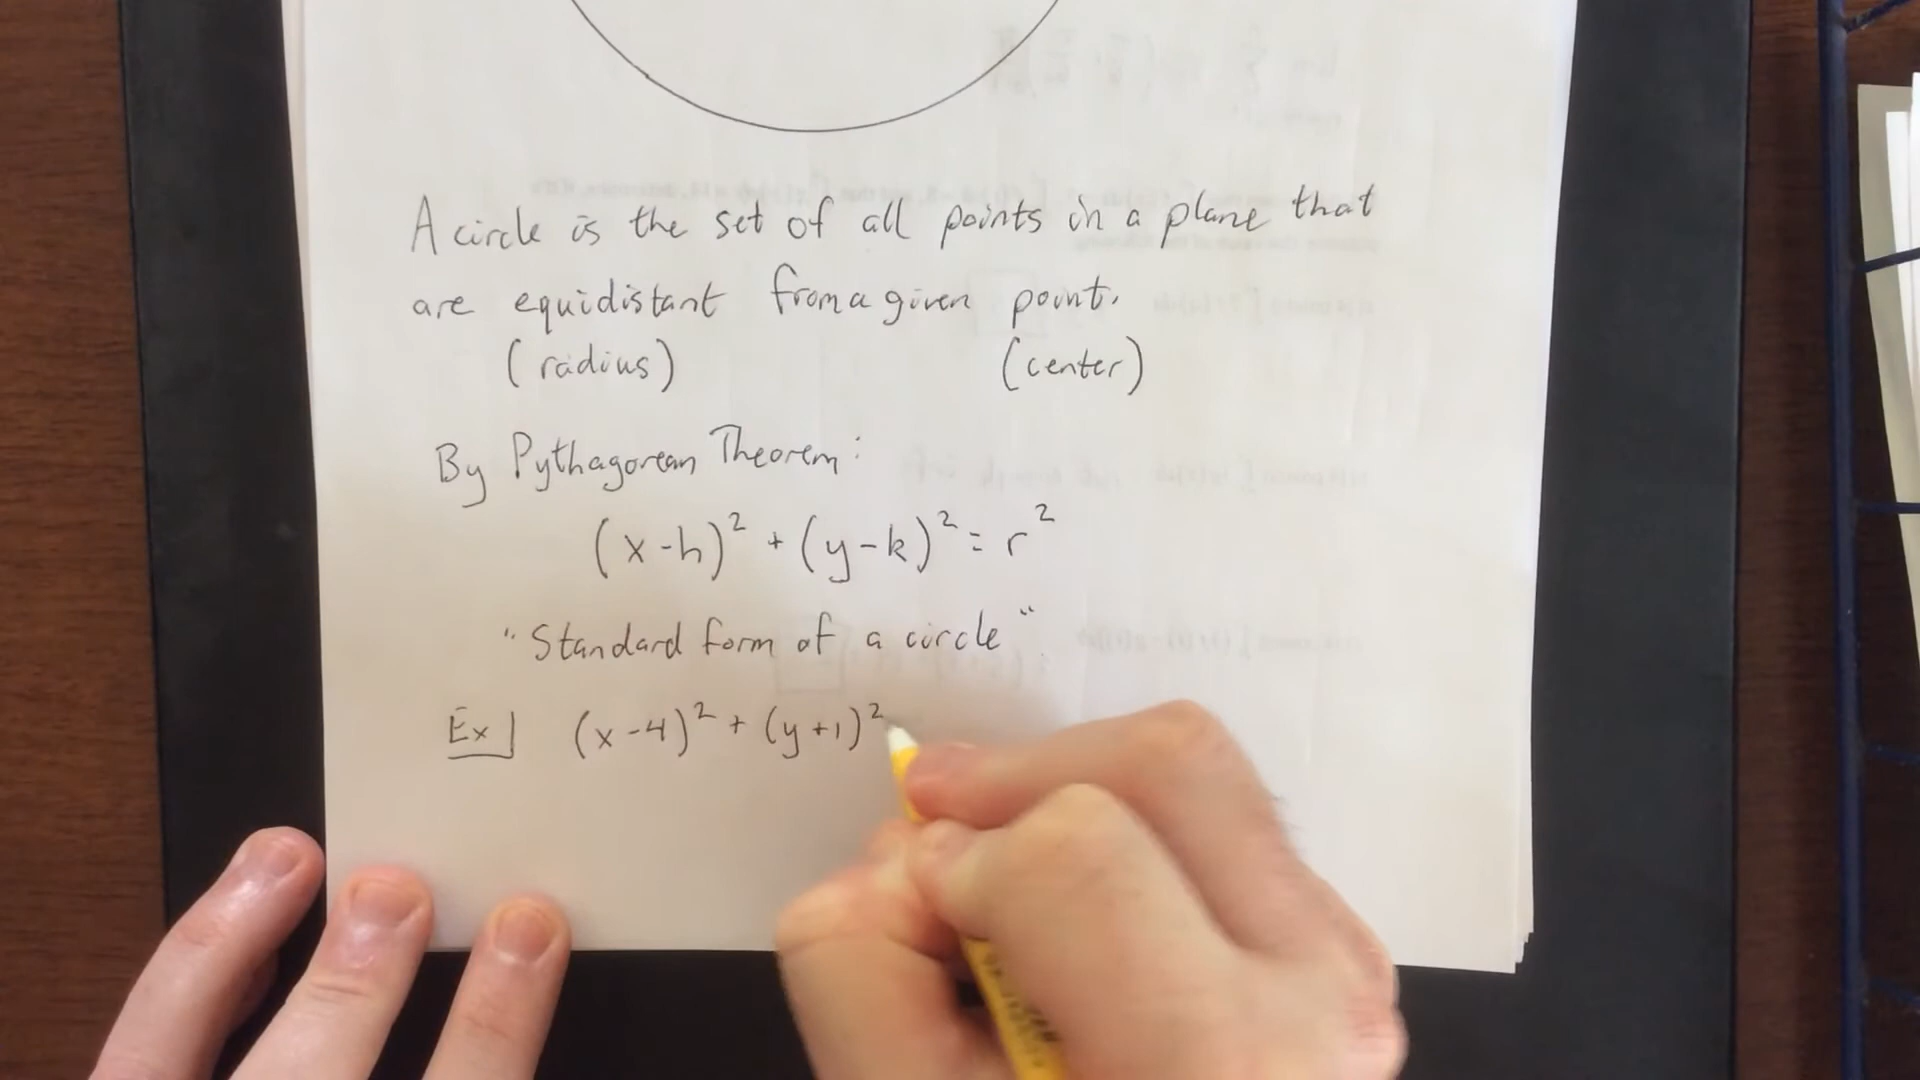 A circle is the set of all points in a plane that
are equidistant from a given point.
(radius) (center)
By Pythagorean Theorem:
(x-h)² + (y-k)² = r²
"Standard form of a circle"
Ex (x-4)² + (y+1)²